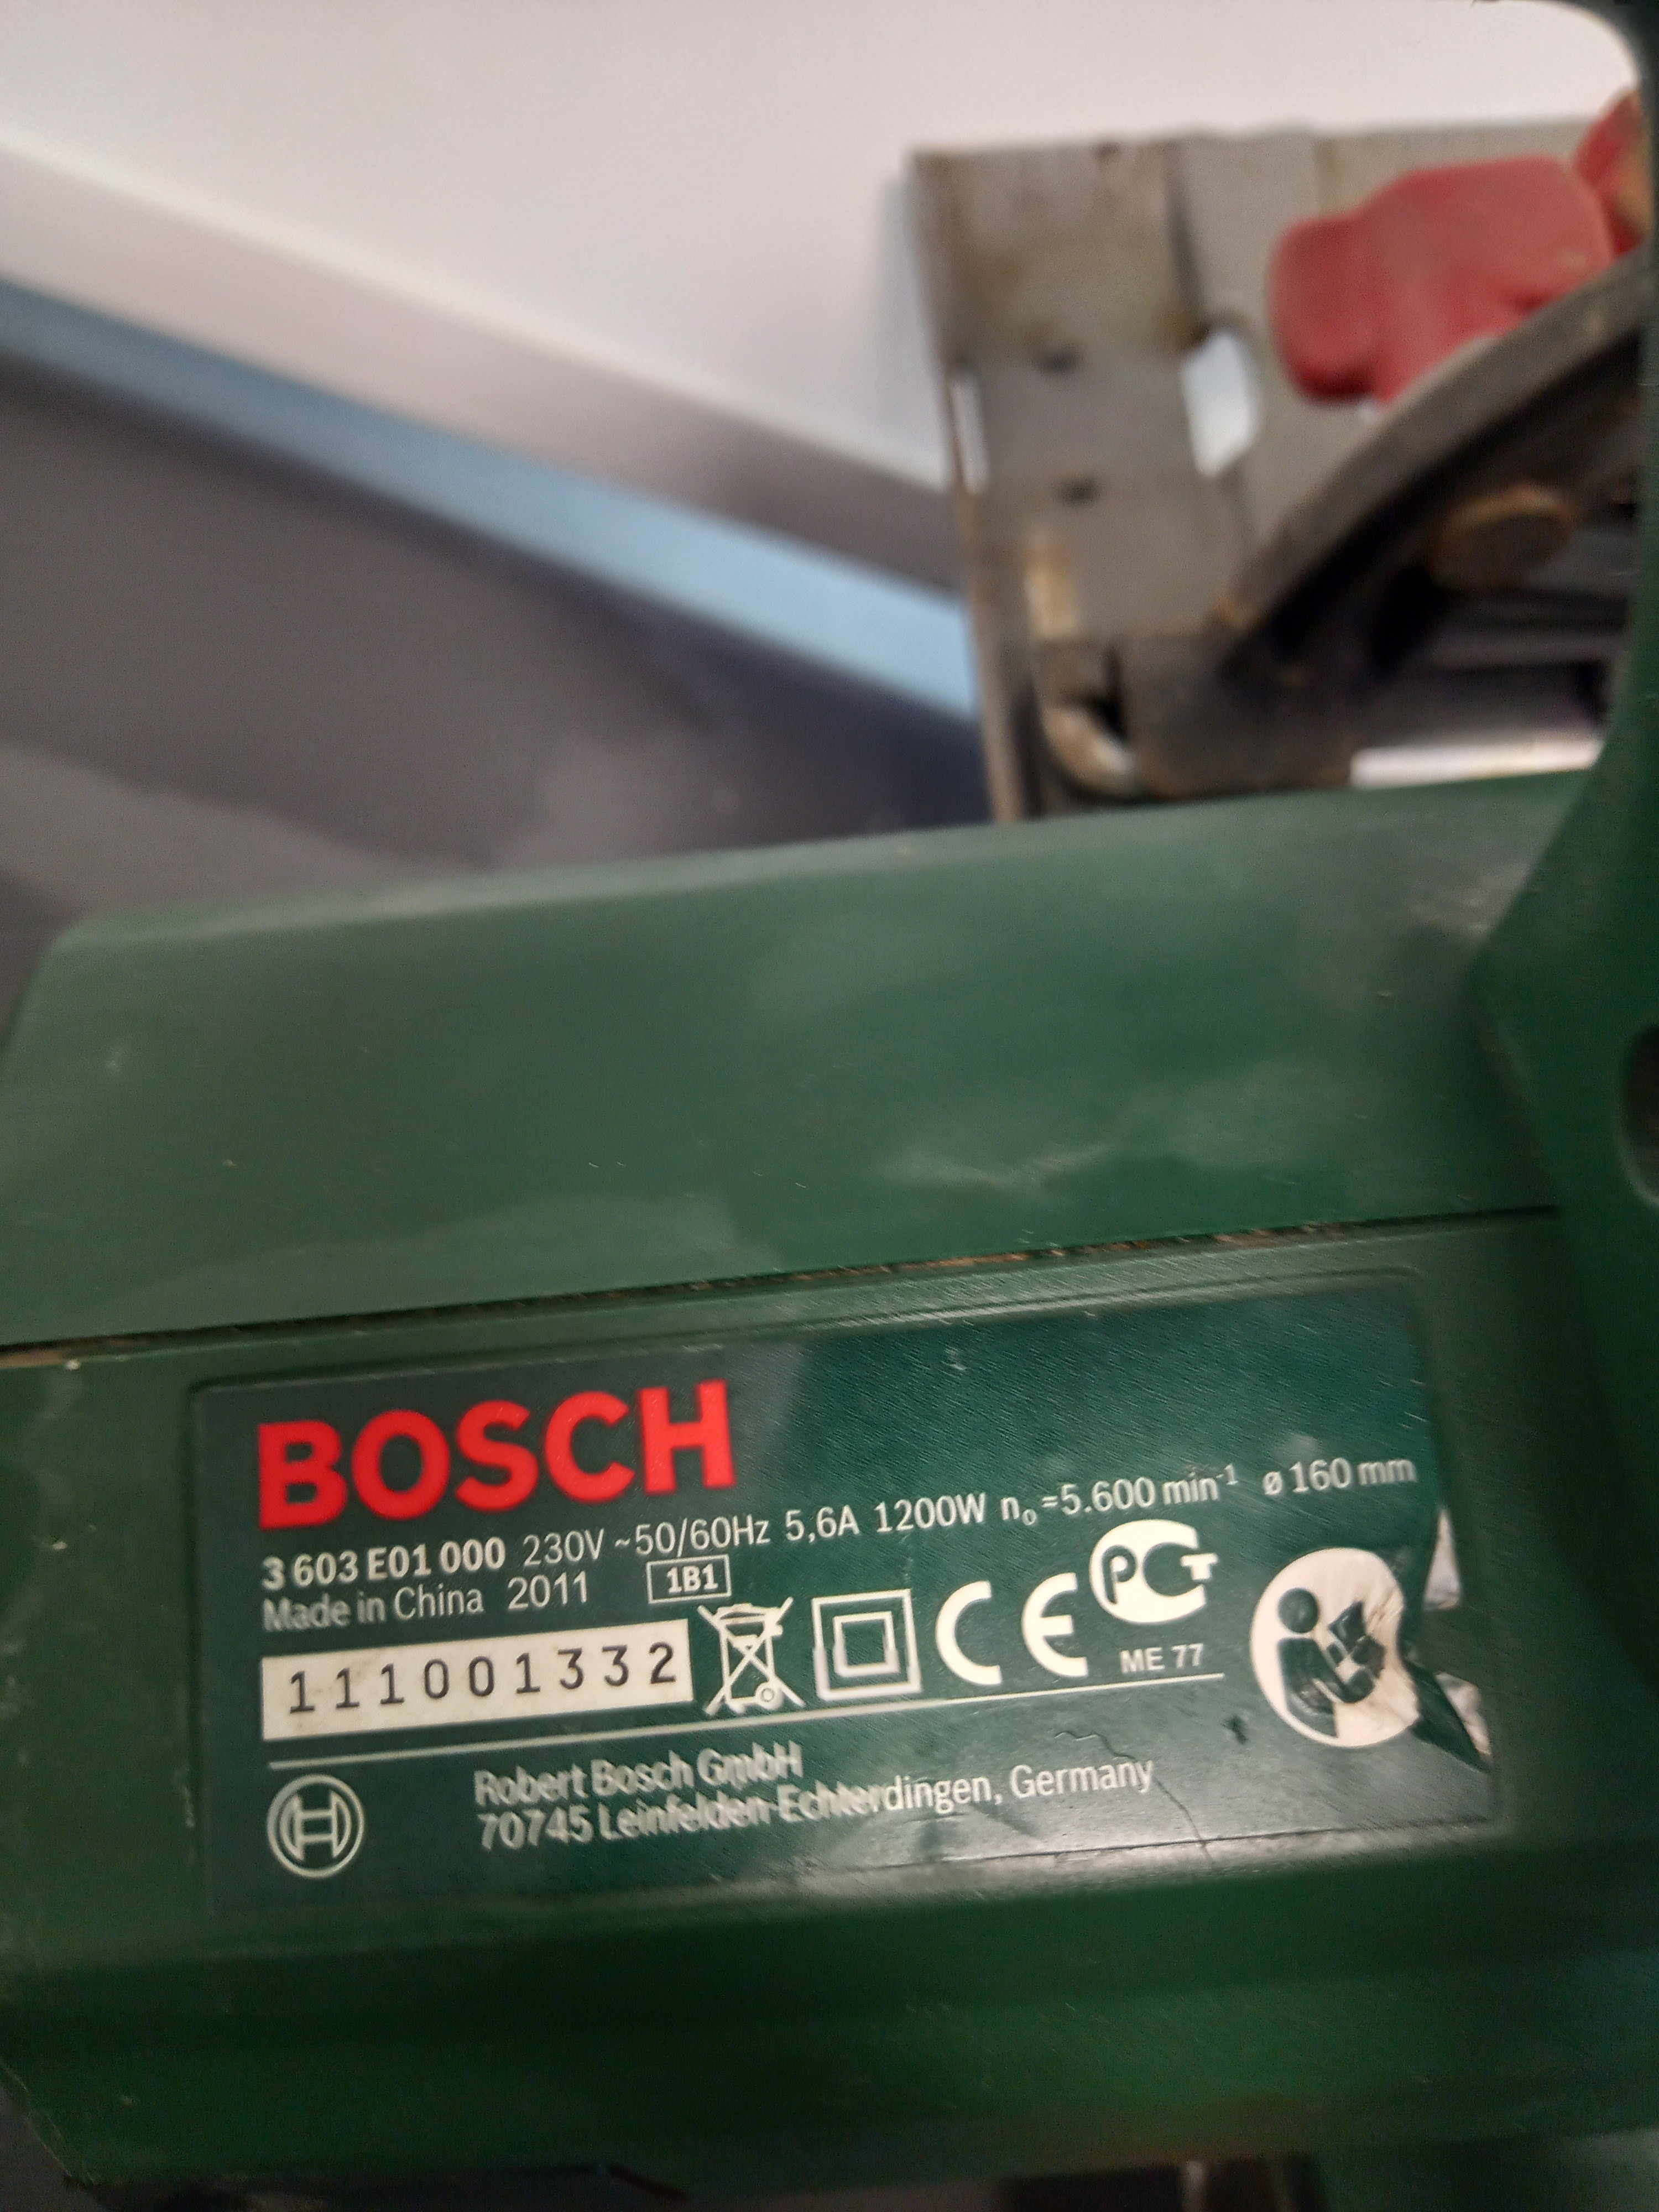 BOSCH
3 603 E01 000 230V ~50/60Hz 5,6A 1200W n₀=5.600 min⁻¹ ø 160 mm
Made in China 2011 1B1
111001332
CE
PCT
ME 77
Robert Bosch GmbH
70745 Leinfelden-Echterdingen, Germany